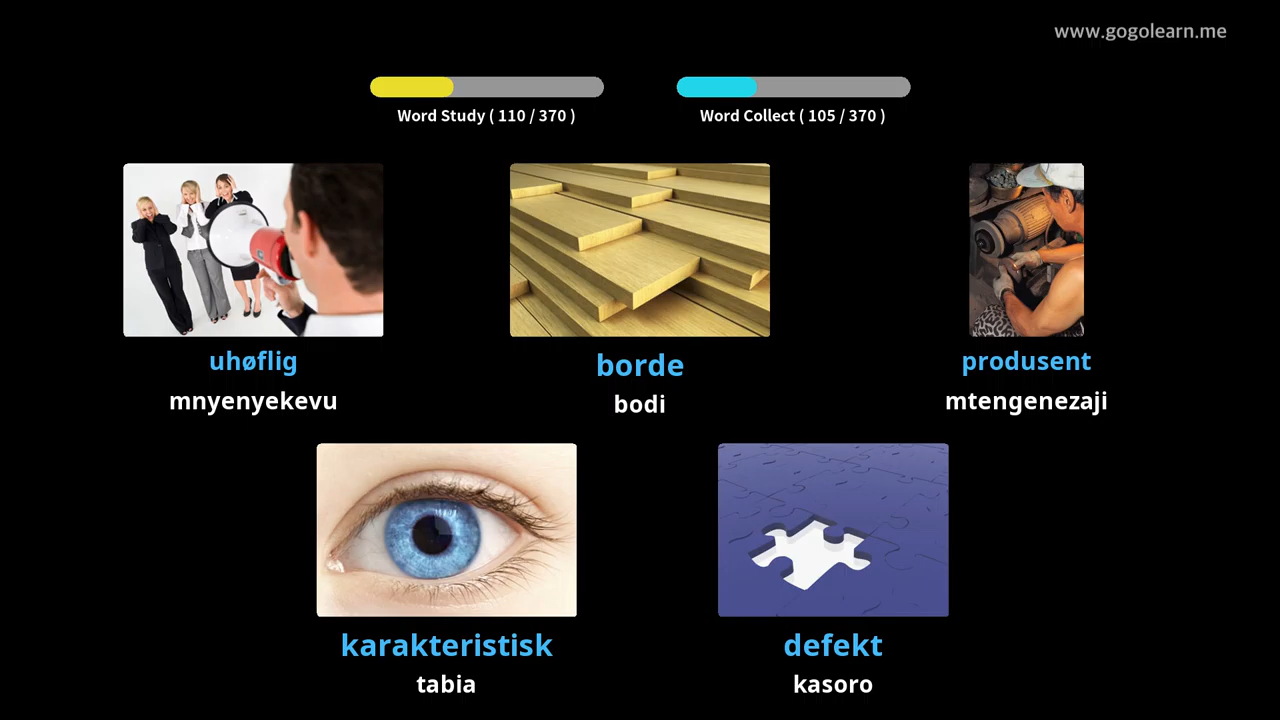 www.gogolearn.me
Word Study ( 110 / 370 )
Word Collect ( 105 / 370 )
uhøflig
mnyenyekevu
borde
bodi
produsent
mtengenezaji
karakteristisk
tabia
defekt
kasoro